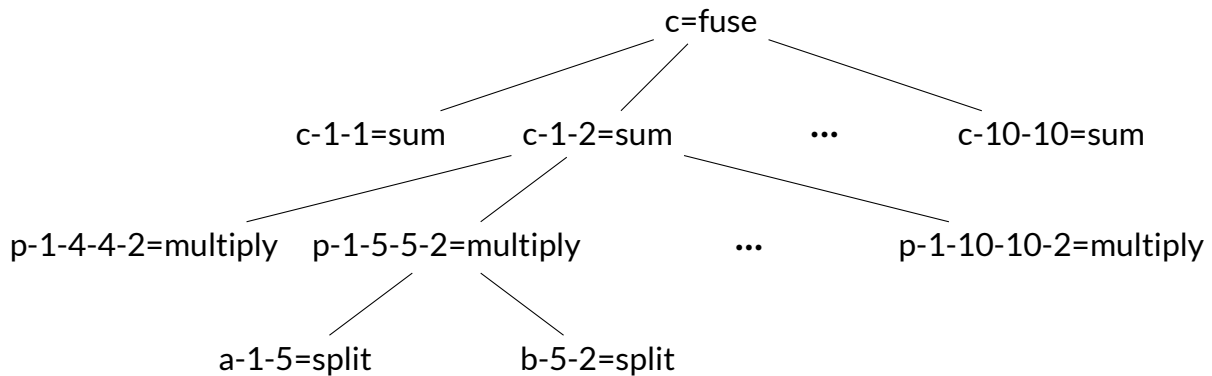 c=fuse
c-1-1=sum c-1-2=sum ... c-10-10=sum
p-1-4-4-2=multiply p-1-5-5-2=multiply ... p-1-10-10-2=multiply
a-1-5=split b-5-2=split